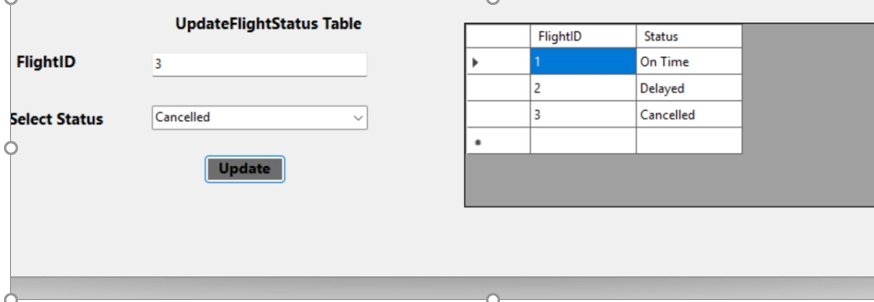 UpdateFlightStatus Table
FlightID
3
Select Status
Cancelled
Update
FlightID Status
1 On Time
2 Delayed
3 Cancelled